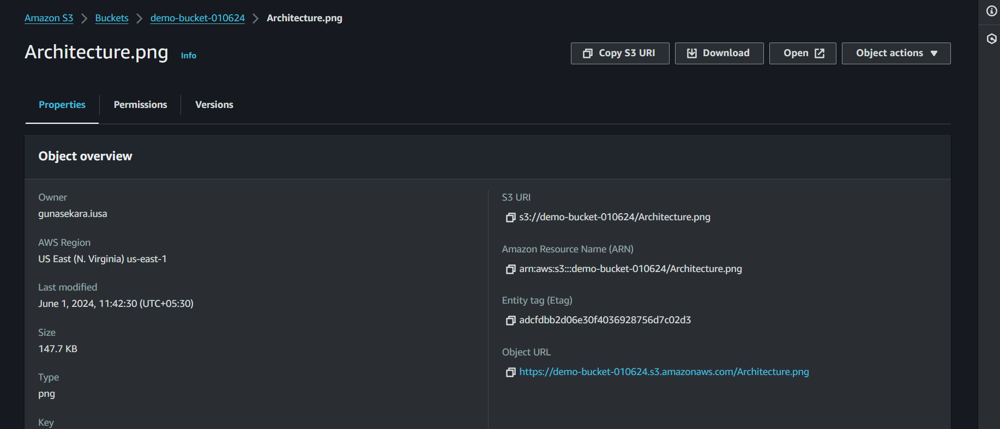 Amazon S3 > Buckets > demo-bucket-010624 > Architecture.png
Architecture.png Info
Copy S3 URI Download Open Object actions
Properties Permissions Versions
Object overview
Owner
gunasekara.iusa
AWS Region
US East (N. Virginia) us-east-1
Last modified
June 1, 2024, 11:42:30 (UTC+05:30)
Size
147.7 KB
Type
png
Key
S3 URI
s3://demo-bucket-010624/Architecture.png
Amazon Resource Name (ARN)
arn:aws:s3:::demo-bucket-010624/Architecture.png
Entity tag (Etag)
adcfdbb2d06e30f4036928756d7c02d3
Object URL
https://demo-bucket-010624.s3.amazonaws.com/Architecture.png